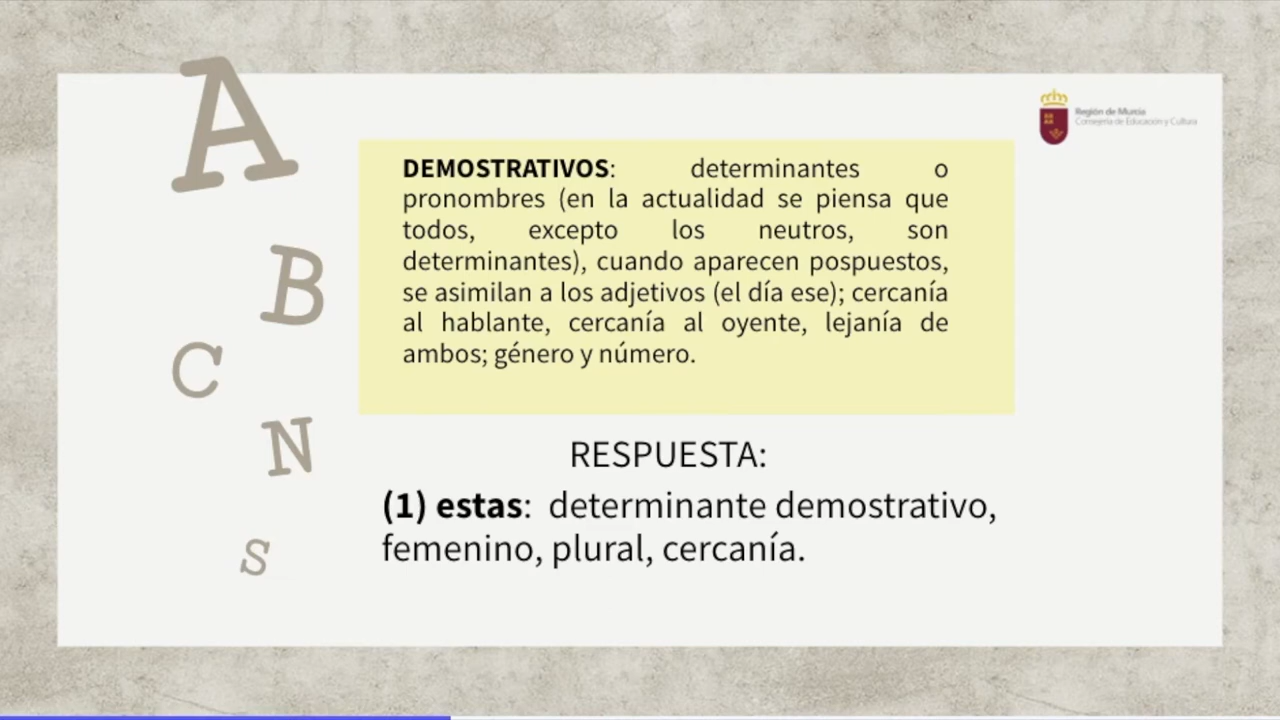 A
B
C
N
S
Región de Murcia
Consejería de Educación y Cultura
DEMOSTRATIVOS: determinantes o
pronombres (en la actualidad se piensa que
todos, excepto los neutros, son
determinantes), cuando aparecen pospuestos,
se asimilan a los adjetivos (el día ese); cercanía
al hablante, cercanía al oyente, lejanía de
ambos; género y número.
RESPUESTA:
(1) estas: determinante demostrativo,
femenino, plural, cercanía.